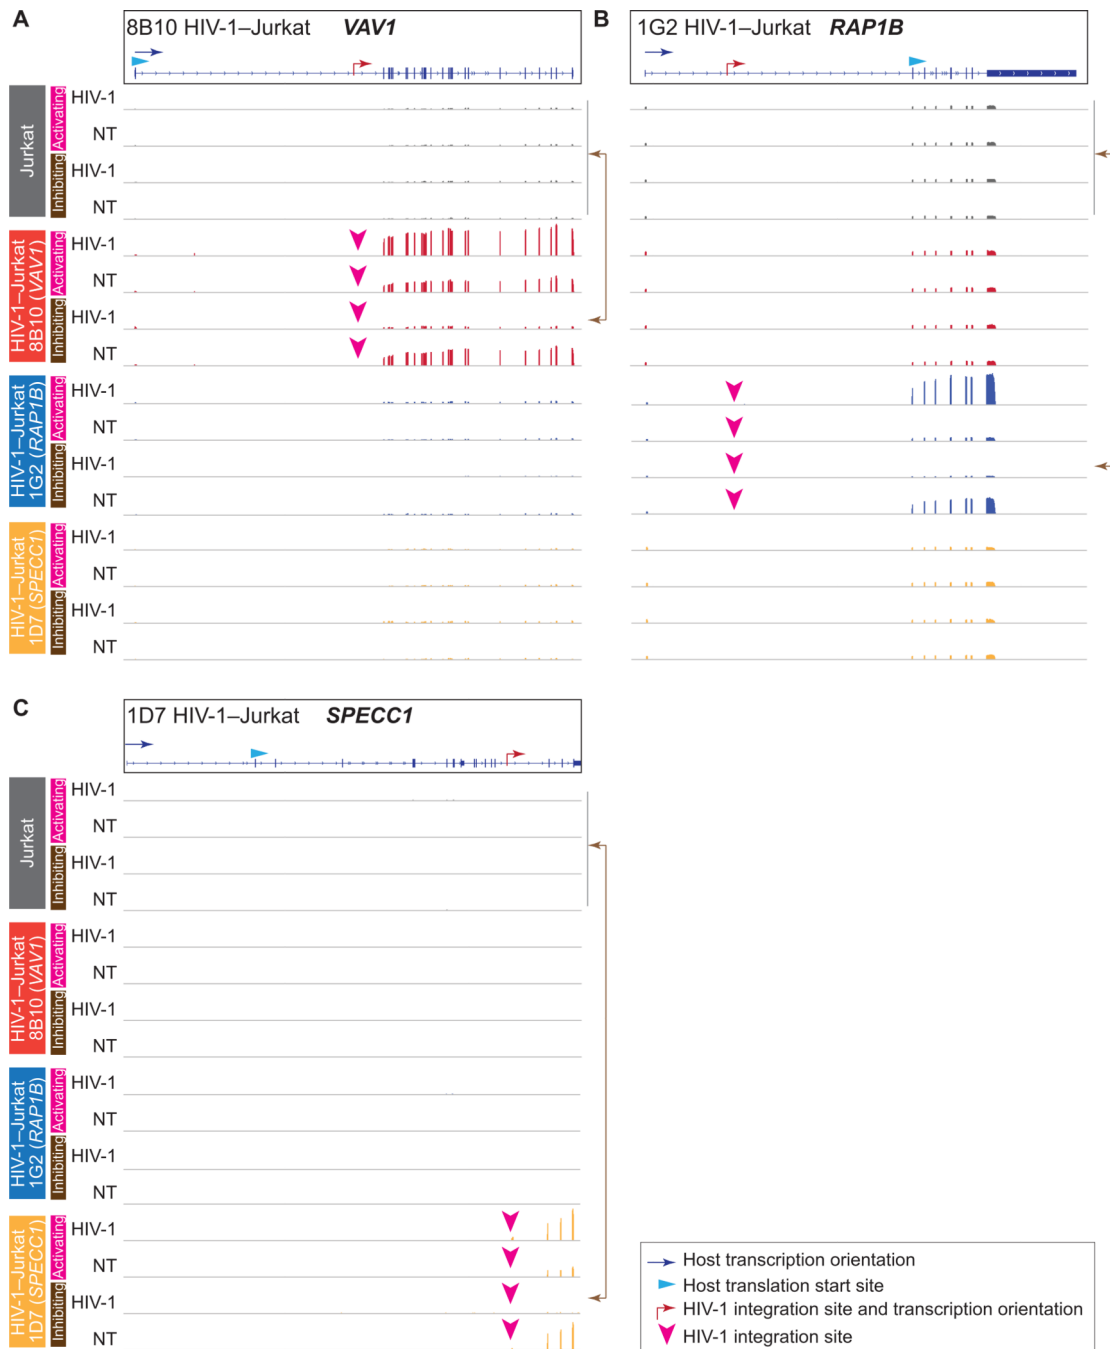 A
8B10 HIV-1–Jurkat VAV1
B
1G2 HIV-1–Jurkat RAP1B
Jurkat
Activating
HIV-1
NT
Inhibiting
HIV-1
NT
HIV-1–Jurkat
8B10 (VAV1)
Activating
HIV-1
NT
Inhibiting
HIV-1
NT
HIV-1–Jurkat
1G2 (RAP1B)
Activating
HIV-1
NT
Inhibiting
HIV-1
NT
HIV-1–Jurkat
1D7 (SPECC1)
Activating
HIV-1
NT
Inhibiting
HIV-1
NT
C
1D7 HIV-1–Jurkat SPECC1
Jurkat
Activating
HIV-1
NT
Inhibiting
HIV-1
NT
HIV-1–Jurkat
8B10 (VAV1)
Activating
HIV-1
NT
Inhibiting
HIV-1
NT
HIV-1–Jurkat
1G2 (RAP1B)
Activating
HIV-1
NT
Inhibiting
HIV-1
NT
HIV-1–Jurkat
1D7 (SPECC1)
Activating
HIV-1
NT
Inhibiting
HIV-1
NT
Host transcription orientation
Host translation start site
HIV-1 integration site and transcription orientation
HIV-1 integration site